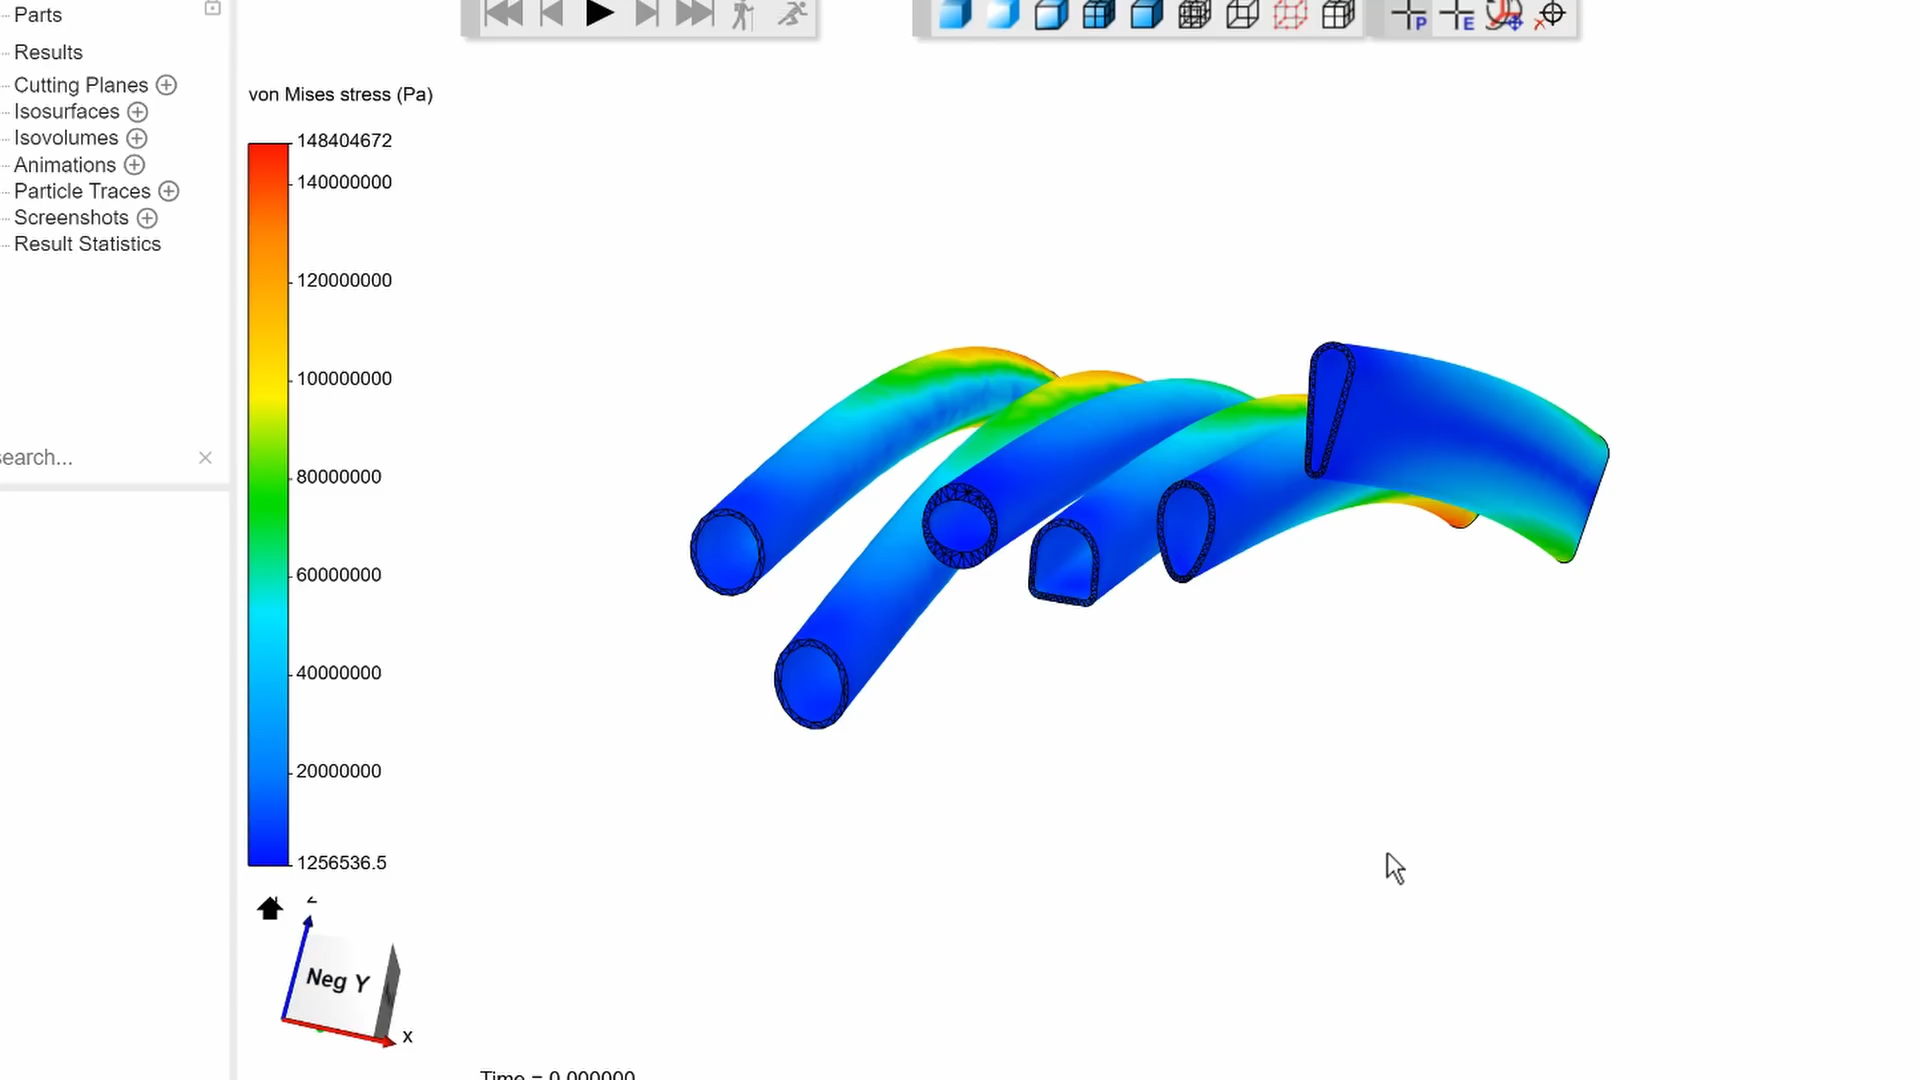 Parts
Results
Cutting Planes
Isosurfaces
Isovolumes
Animations
Particle Traces
Screenshots
Result Statistics
earch...
P
E
von Mises stress (Pa)
148404672
140000000
120000000
100000000
80000000
60000000
40000000
20000000
1256536.5
Z
Neg Y
X
Time = 0.000000